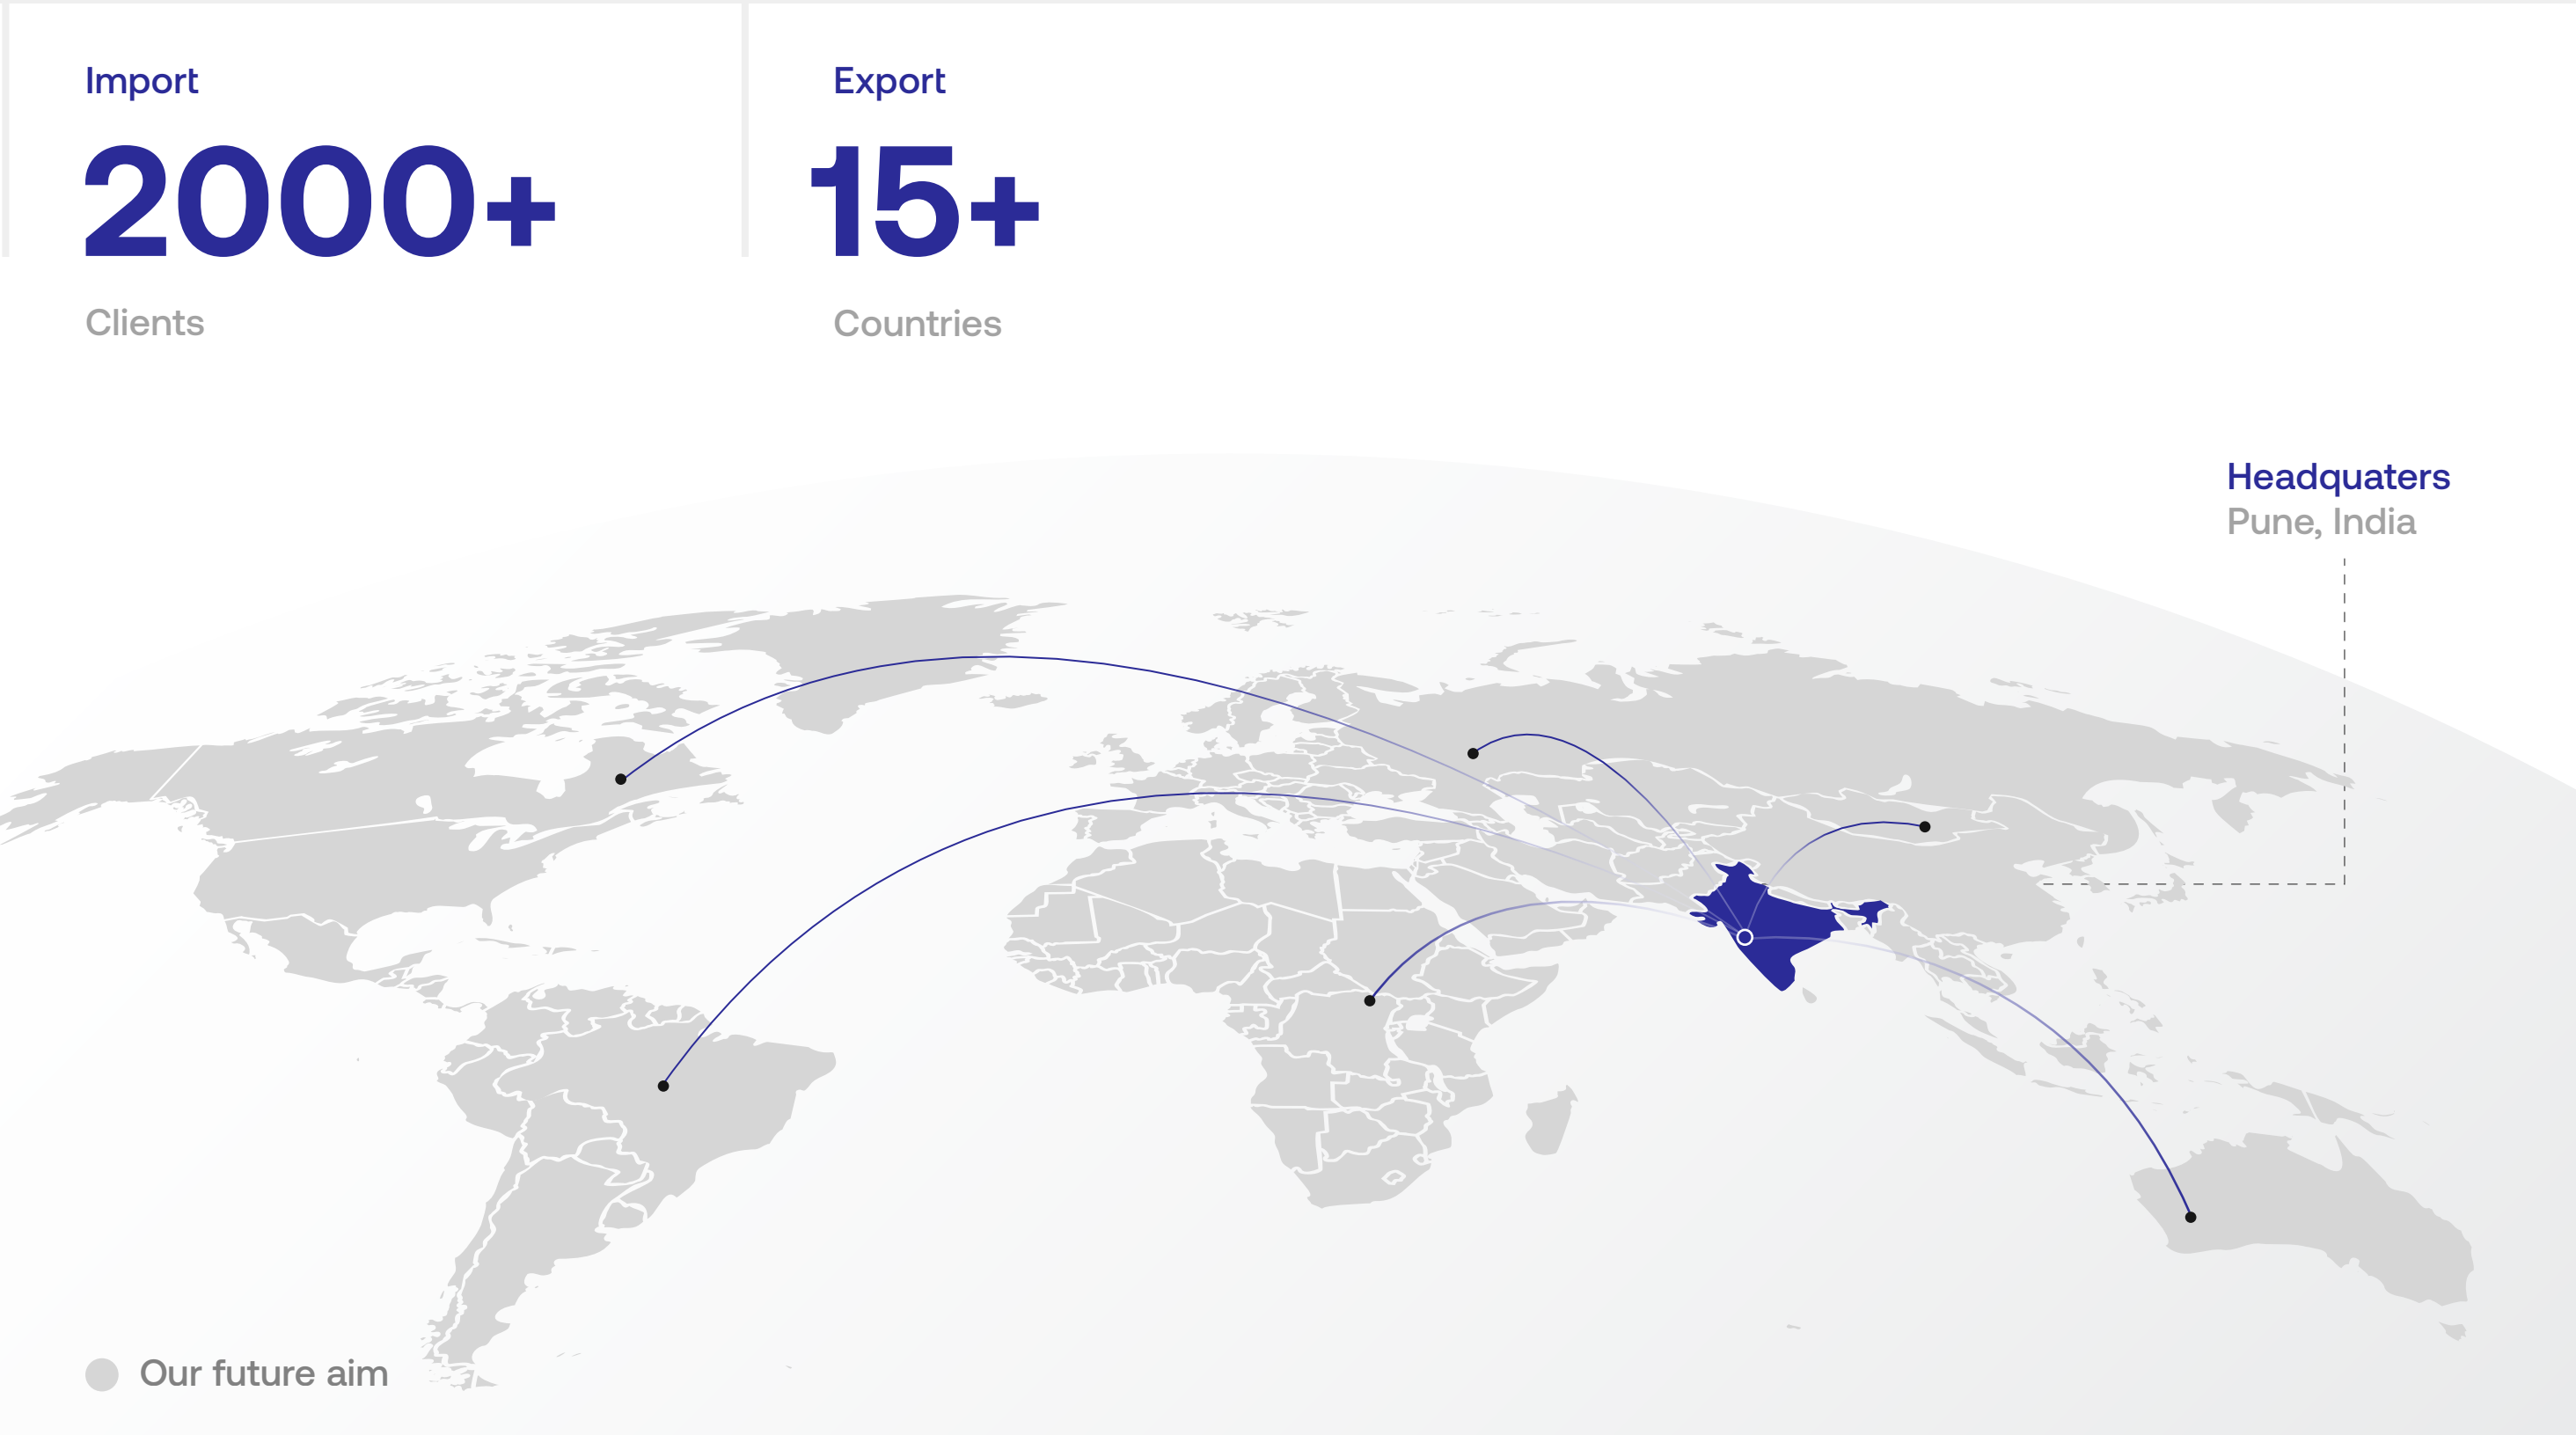 Import
2000+
Clients
Export
15+
Countries
Headquaters
Pune, India
Our future aim